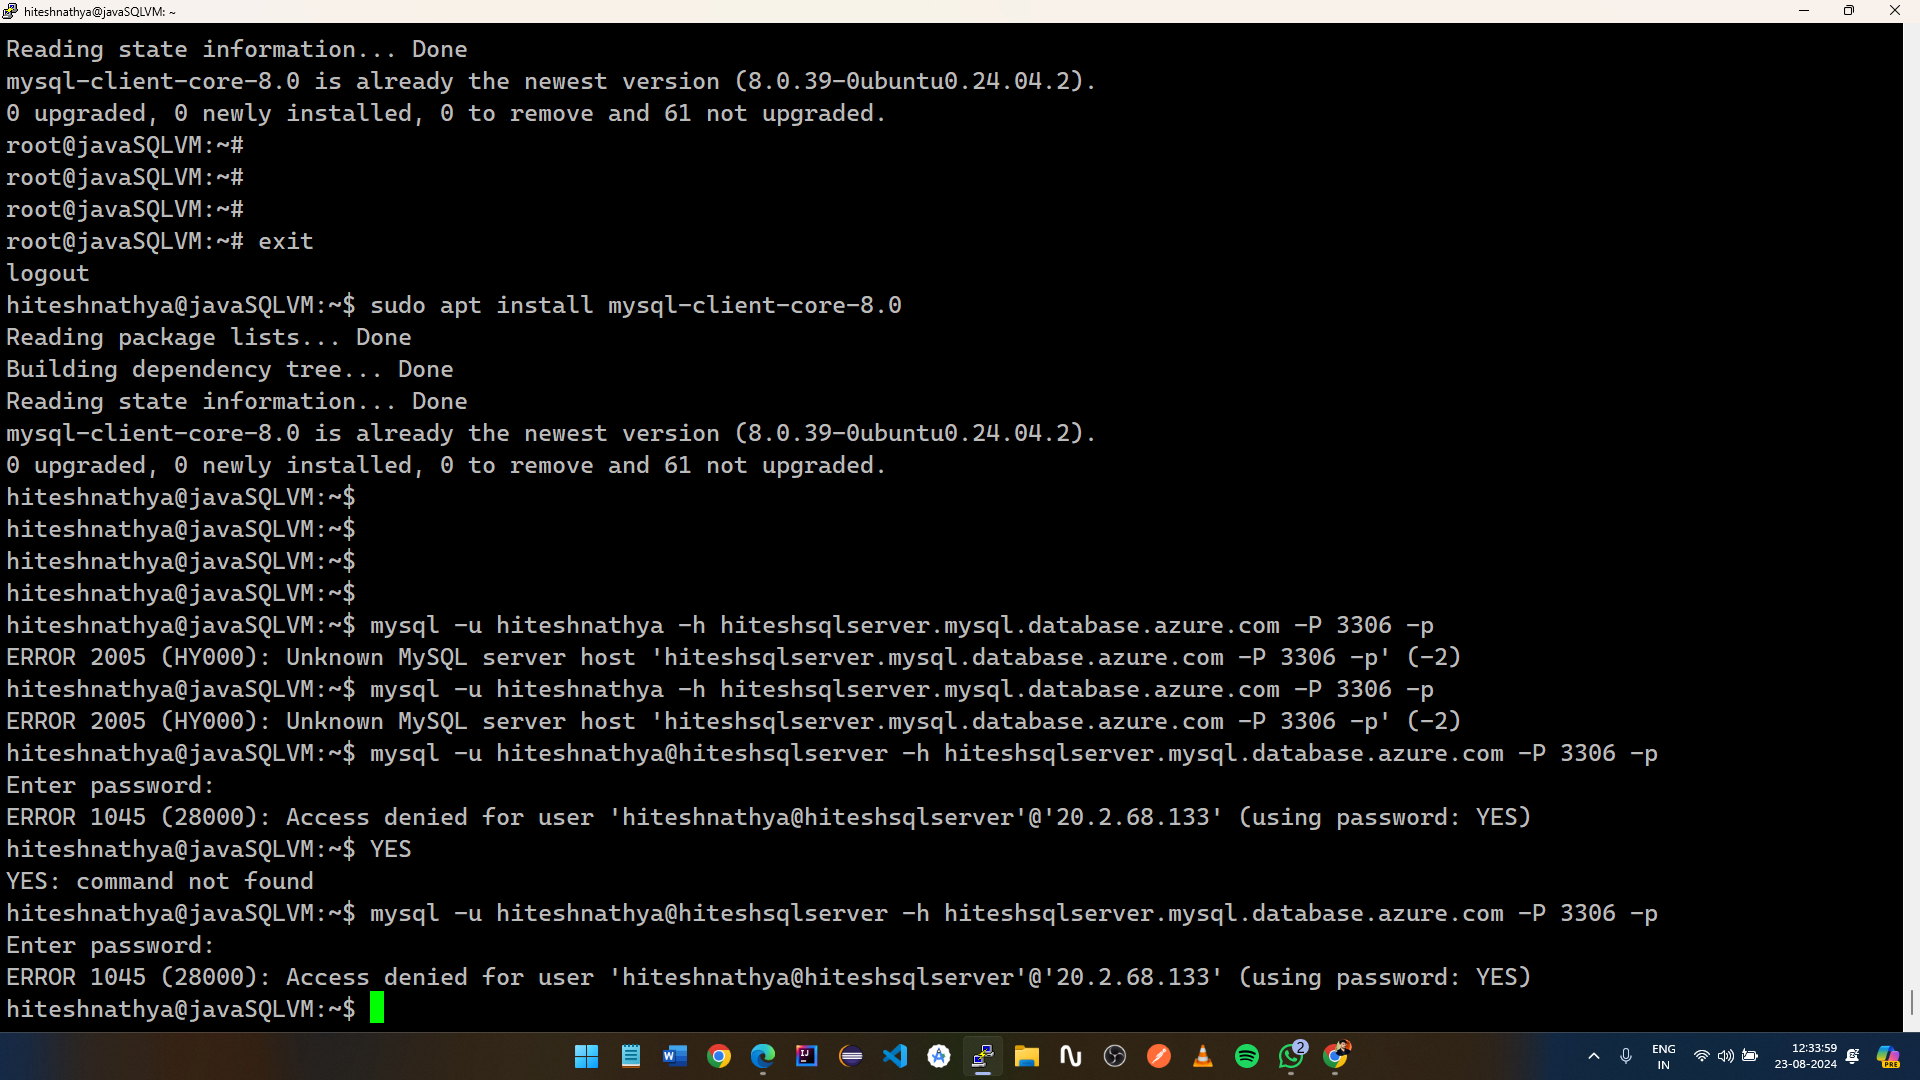 hiteshnathya@javaSQLVM: ~
Reading state information... Done
mysql-client-core-8.0 is already the newest version (8.0.39-0ubuntu0.24.04.2).
0 upgraded, 0 newly installed, 0 to remove and 61 not upgraded.
root@javaSQLVM:~#
root@javaSQLVM:~#
root@javaSQLVM:~#
root@javaSQLVM:~# exit
logout
hiteshnathya@javaSQLVM:~$ sudo apt install mysql-client-core-8.0
Reading package lists... Done
Building dependency tree... Done
Reading state information... Done
mysql-client-core-8.0 is already the newest version (8.0.39-0ubuntu0.24.04.2).
0 upgraded, 0 newly installed, 0 to remove and 61 not upgraded.
hiteshnathya@javaSQLVM:~$
hiteshnathya@javaSQLVM:~$
hiteshnathya@javaSQLVM:~$
hiteshnathya@javaSQLVM:~$
hiteshnathya@javaSQLVM:~$ mysql -u hiteshnathya -h hiteshsqlserver.mysql.database.azure.com -P 3306 -p
ERROR 2005 (HY000): Unknown MySQL server host 'hiteshsqlserver.mysql.database.azure.com -P 3306 -p' (-2)
hiteshnathya@javaSQLVM:~$ mysql -u hiteshnathya -h hiteshsqlserver.mysql.database.azure.com -P 3306 -p
ERROR 2005 (HY000): Unknown MySQL server host 'hiteshsqlserver.mysql.database.azure.com -P 3306 -p' (-2)
hiteshnathya@javaSQLVM:~$ mysql -u hiteshnathya@hiteshsqlserver -h hiteshsqlserver.mysql.database.azure.com -P 3306 -p
Enter password:
ERROR 1045 (28000): Access denied for user 'hiteshnathya@hiteshsqlserver'@'20.2.68.133' (using password: YES)
hiteshnathya@javaSQLVM:~$ YES
YES: command not found
hiteshnathya@javaSQLVM:~$ mysql -u hiteshnathya@hiteshsqlserver -h hiteshsqlserver.mysql.database.azure.com -P 3306 -p
Enter password:
ERROR 1045 (28000): Access denied for user 'hiteshnathya@hiteshsqlserver'@'20.2.68.133' (using password: YES)
hiteshnathya@javaSQLVM:~$
ENG
IN
12:33:59
23-08-2024
2
PRE